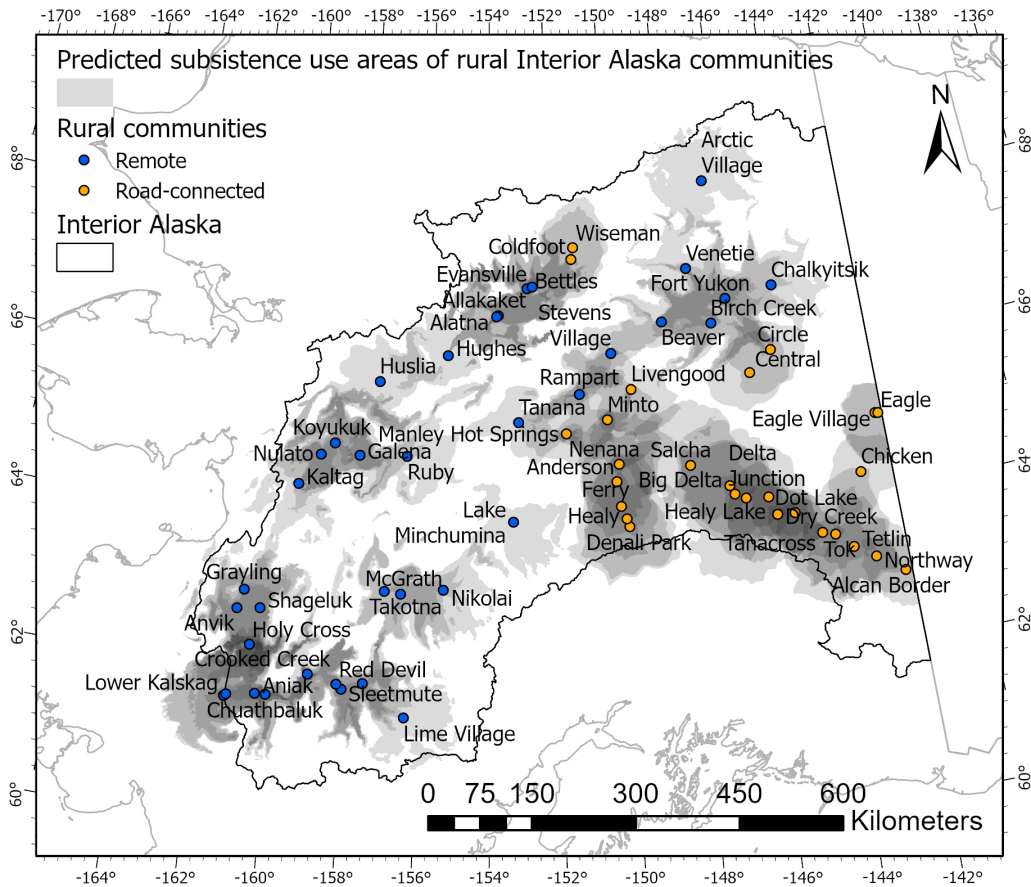 -170° -168° -166° -164° -162° -160° -158° -156° -154° -152° -150° -148° -146° -144° -142° -140° -138° -136°
Predicted subsistence use areas of rural Interior Alaska communities
Rural communities
Remote
Road-connected
Interior Alaska
N
68° 68°
66° 66°
64° 64°
62° 62°
60° 60°
Arctic
Village
Wiseman
Coldfoot
Venetie
Evansville
Bettles
Fort Yukon
Chalkyitsik
Allakaket
Alatna
Stevens
Village
Birch Creek
Beaver
Circle
Central
Hughes
Huslia
Rampart
Livengood
Tanana
Minto
Eagle
Eagle Village
Koyukuk
Manley Hot Springs
Nulato
Galena
Ruby
Kaltag
Nenana
Salcha
Delta
Junction
Chicken
Anderson
Big Delta
Ferry
Dot Lake
Lake
Minchumina
Healy
Healy Lake
Dry Creek
Denali Park
Tanacross
Tok
Tetlin
Northway
Alcan Border
Grayling
McGrath
Takotna
Nikolai
Shageluk
Anvik
Holy Cross
Crooked Creek
Red Devil
Lower Kalskag
Aniak
Sleetmute
Chuathbaluk
Lime Village
0 75 150 300 450 600
Kilometers
-164° -162° -160° -158° -156° -154° -152° -150° -148° -146° -144° -142°